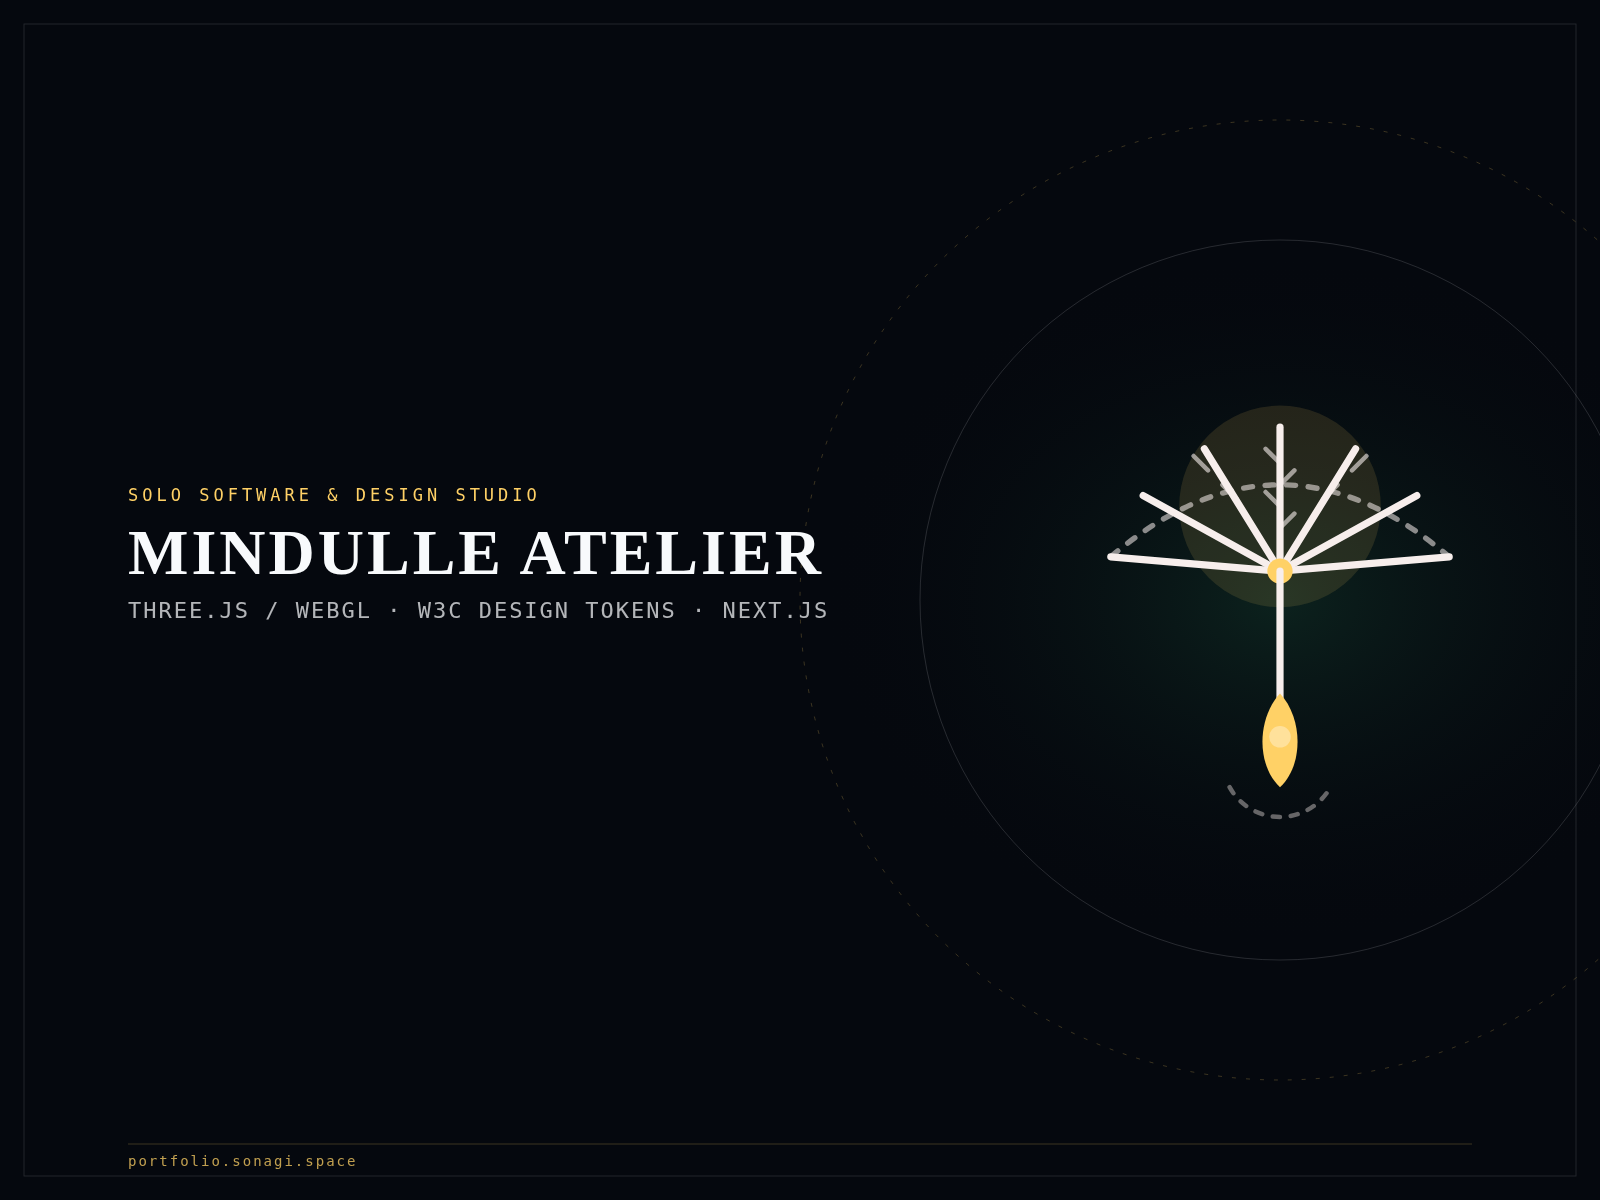 SOLO SOFTWARE & DESIGN STUDIO
MINDULLE ATELIER
THREE.JS / WEBGL · W3C DESIGN TOKENS · NEXT.JS
portfolio.sonagi.space